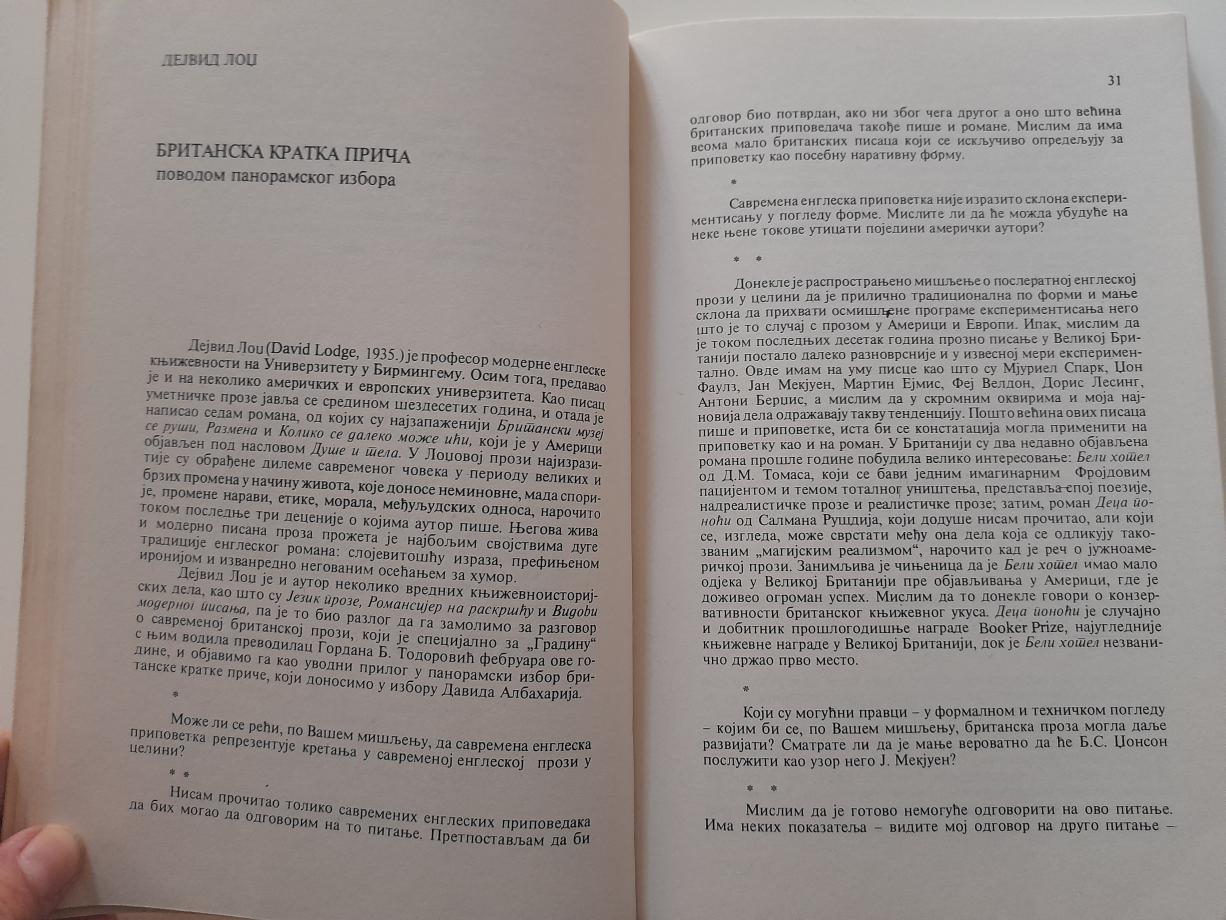 ДЕЈВИД ЛОЏ
БРИТАНСКА КРАТКА ПРИЧА
поводом панорамског избора
Дејвид Лоџ (David Lodge, 1935.) је професор модерне енглеске
књижевности на Универзитету у Бирмингему. Осим тога, предавао
је и на неколико америчких и европских универзитета. Као писац
уметничке прозе јавља се средином шездесетих година, и отада је
написао седам романа, од којих су најзапаженији Британски музеј
се руши, Размена и Колико се далеко може ићи, који је у Америци
објављен под насловом Душе и тела. У Лоџовој прози најизрази-
тије су обрађене дилеме савременог човека у периоду великих и
брзих промена у начину живота, које доносе неминовне, мада спори-
је, промене нарави, етике, морала, међуљудских односа, нарочито
током последње три деценије о којима аутор пише. Његова жива
и модерно писана проза прожета је најбољим својствима дуге
традиције енглеског романа: слојевитошћу израза, префињеном
иронијом и изванредно негованим осећањем за хумор.
Дејвид Лоџ је и аутор неколико вредних књижевноисториј-
ских дела, као што су Језик прозе, Романсијер на раскршћу и Видови
модерног писања, па је то био разлог да га замолимо за разговор
о савременој британској прози, који је специјално за „Градину”
с њим водила преводилац Гордана Б. Тодоровић фебруара ове го-
дине, и објавимо га као уводни прилог у панорамски избор бри-
танске кратке приче, који доносимо у избору Давида Албахарија.
*
Може ли се рећи, по Вашем мишљењу, да савремена енглеска
приповетка репрезентује кретања у савременој енглеској прози у
целини?
* *
Нисам прочитао толико савремених енглеских приповедака
да бих могао да одговорим на то питање. Претпостављам да би
31
одговор био потврдан, ако ни због чега другог а оно што већина
британских приповедача такође пише и романе. Мислим да има
веома мало британских писаца који се искључиво опредељују за
приповетку као посебну наративну форму.
*
Савремена енглеска приповетка није изразито склона експери-
ментисању у погледу форме. Мислите ли да ће можда убудуће на
неке њене токове утицати поједини амерички аутори?
* *
Донекле је распрострањено мишљење о послератној енглеској
прози у целини да је прилично традиционална по форми и мање
склона да прихвати осмишљене програме експериментисања него
што је то случај с прозом у Америци и Европи. Ипак, мислим да
је током последњих десетак година прозно писање у Великој Бри-
танији постало далеко разноврсније и у извесној мери експеримен-
тално. Овде имам на уму писце као што су Мјуриел Спарк, Џон
Фаулз, Јан Мекјуен, Мартин Ејмис, Феј Велдон, Дорис Лесинг,
Антони Берџис, а мислим да у скромним оквирима и моја нај-
новија дела одражавају такву тенденцију. Пошто већина ових писаца
пише и приповетке, иста би се констатација могла применити на
приповетку као и на роман. У Британији су два недавно објављена
романа прошле године побудила велико интересовање: Бели хотел
од Д.М. Томаса, који се бави једним имагинарним Фројдовим
пацијентом и темом тоталног уништења, представља спој поезије,
надреалистичке прозе и реалистичке прозе; затим, роман Деца по-
ноћи од Салмана Рушдија, који додуше нисам прочитао, али који
се, изгледа, може сврстати међу она дела која се одликују тако-
званим „магијским реализмом”, нарочито кад је реч о јужноаме-
ричкој прози. Занимљива је чињеница да је Бели хотел имао мало
одјека у Великој Британији пре објављивања у Америци, где је
доживео огроман успех. Мислим да то донекле говори о конзер-
вативности британског књижевног укуса. Деца поноћи је случајно
и добитник прошлогодишње награде Booker Prize, најугледније
књижевне награде у Великој Британији, док је Бели хотел незванич-
но држао прво место.
*
Који су могућни правци – у формалном и техничком погледу
– којим би се, по Вашем мишљењу, британска проза могла даље
развијати? Сматрате ли да је мање вероватно да ће Б.С. Џонсон
послужити као узор него Ј. Мекјуен?
* *
Мислим да је готово немогуће одговорити на ово питање.
Има неких показатеља – видите мој одговор на друго питање –